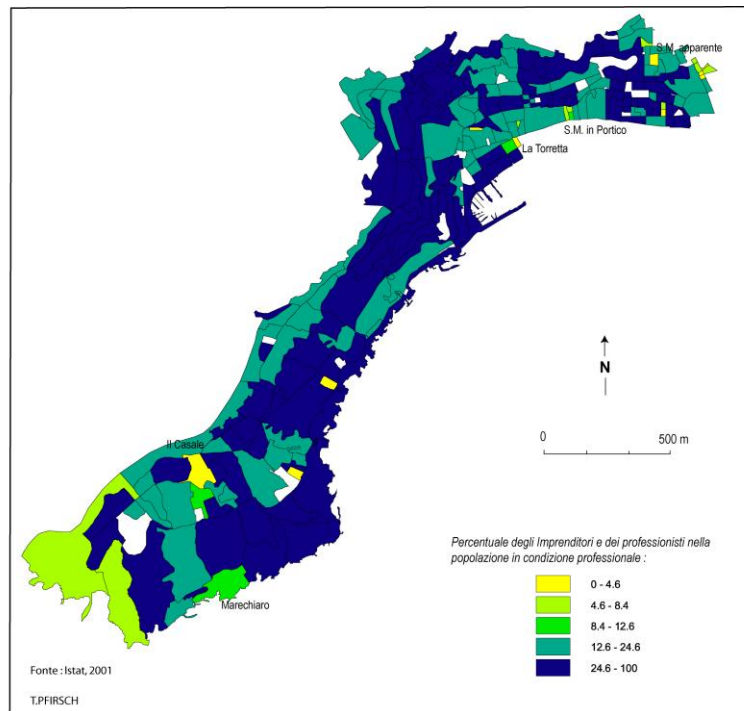 S.M. apparente
S.M. in Portico
La Torretta
N
0 500 m
Il Casale
Marechiaro
Percentuale degli Imprenditori e dei professionisti nella
popolazione in condizione professionale :
0 - 4.6
4.6 - 8.4
8.4 - 12.6
12.6 - 24.6
24.6 - 100
Fonte : Istat, 2001
T.PFIRSCH